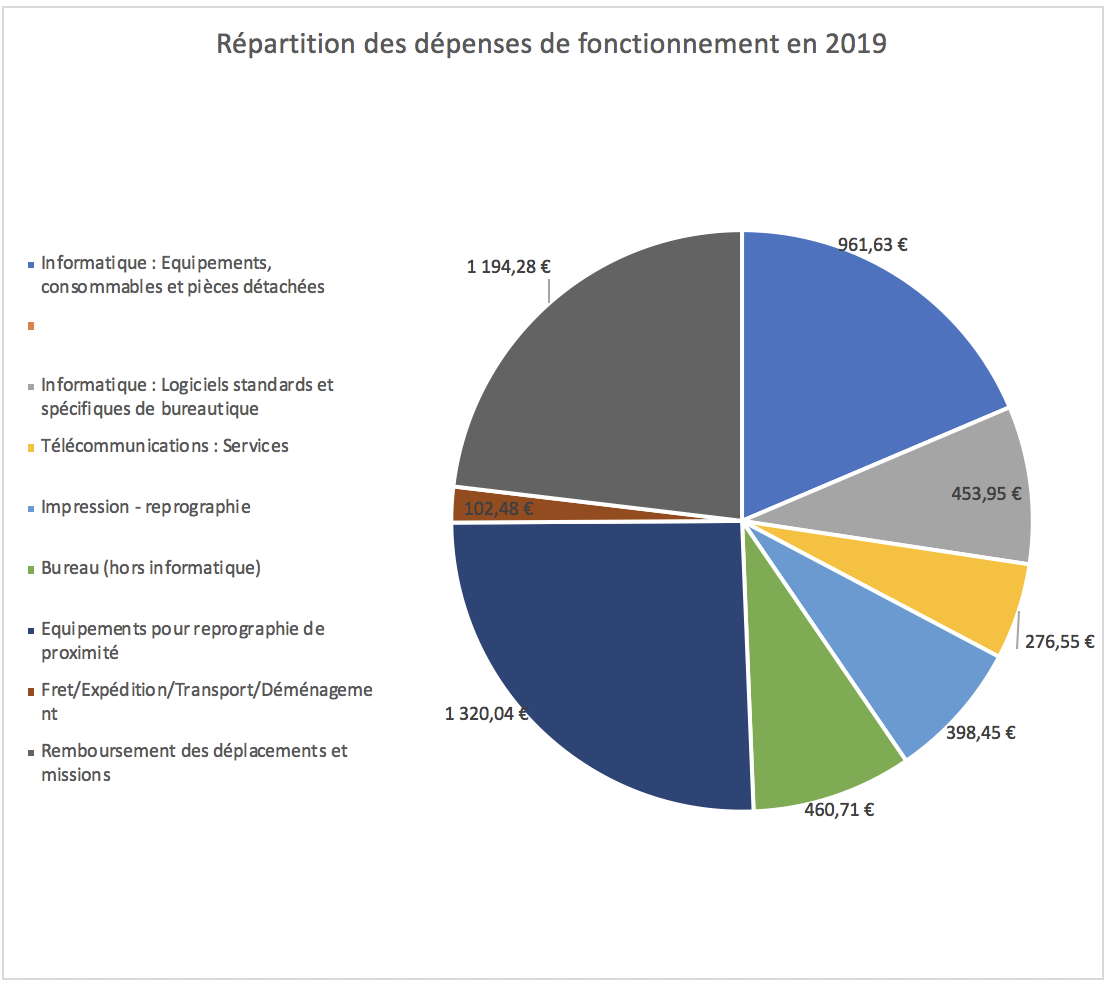 Répartition des dépenses de fonctionnement en 2019
961,63 €
1 194,28 €
Informatique : Equipements,
consommables et pièces détachées
Informatique : Logiciels standards et
spécifiques de bureautique
Télécommunications : Services
453,95 €
Impression - reprographie
Bureau (hors informatique)
102,48 €
Equipements pour reprographie de
proximité
276,55 €
Fret/Expédition/Transport/Déménageme
nt
1 320,04 €
398,45 €
Remboursement des déplacements et
missions
460,71 €